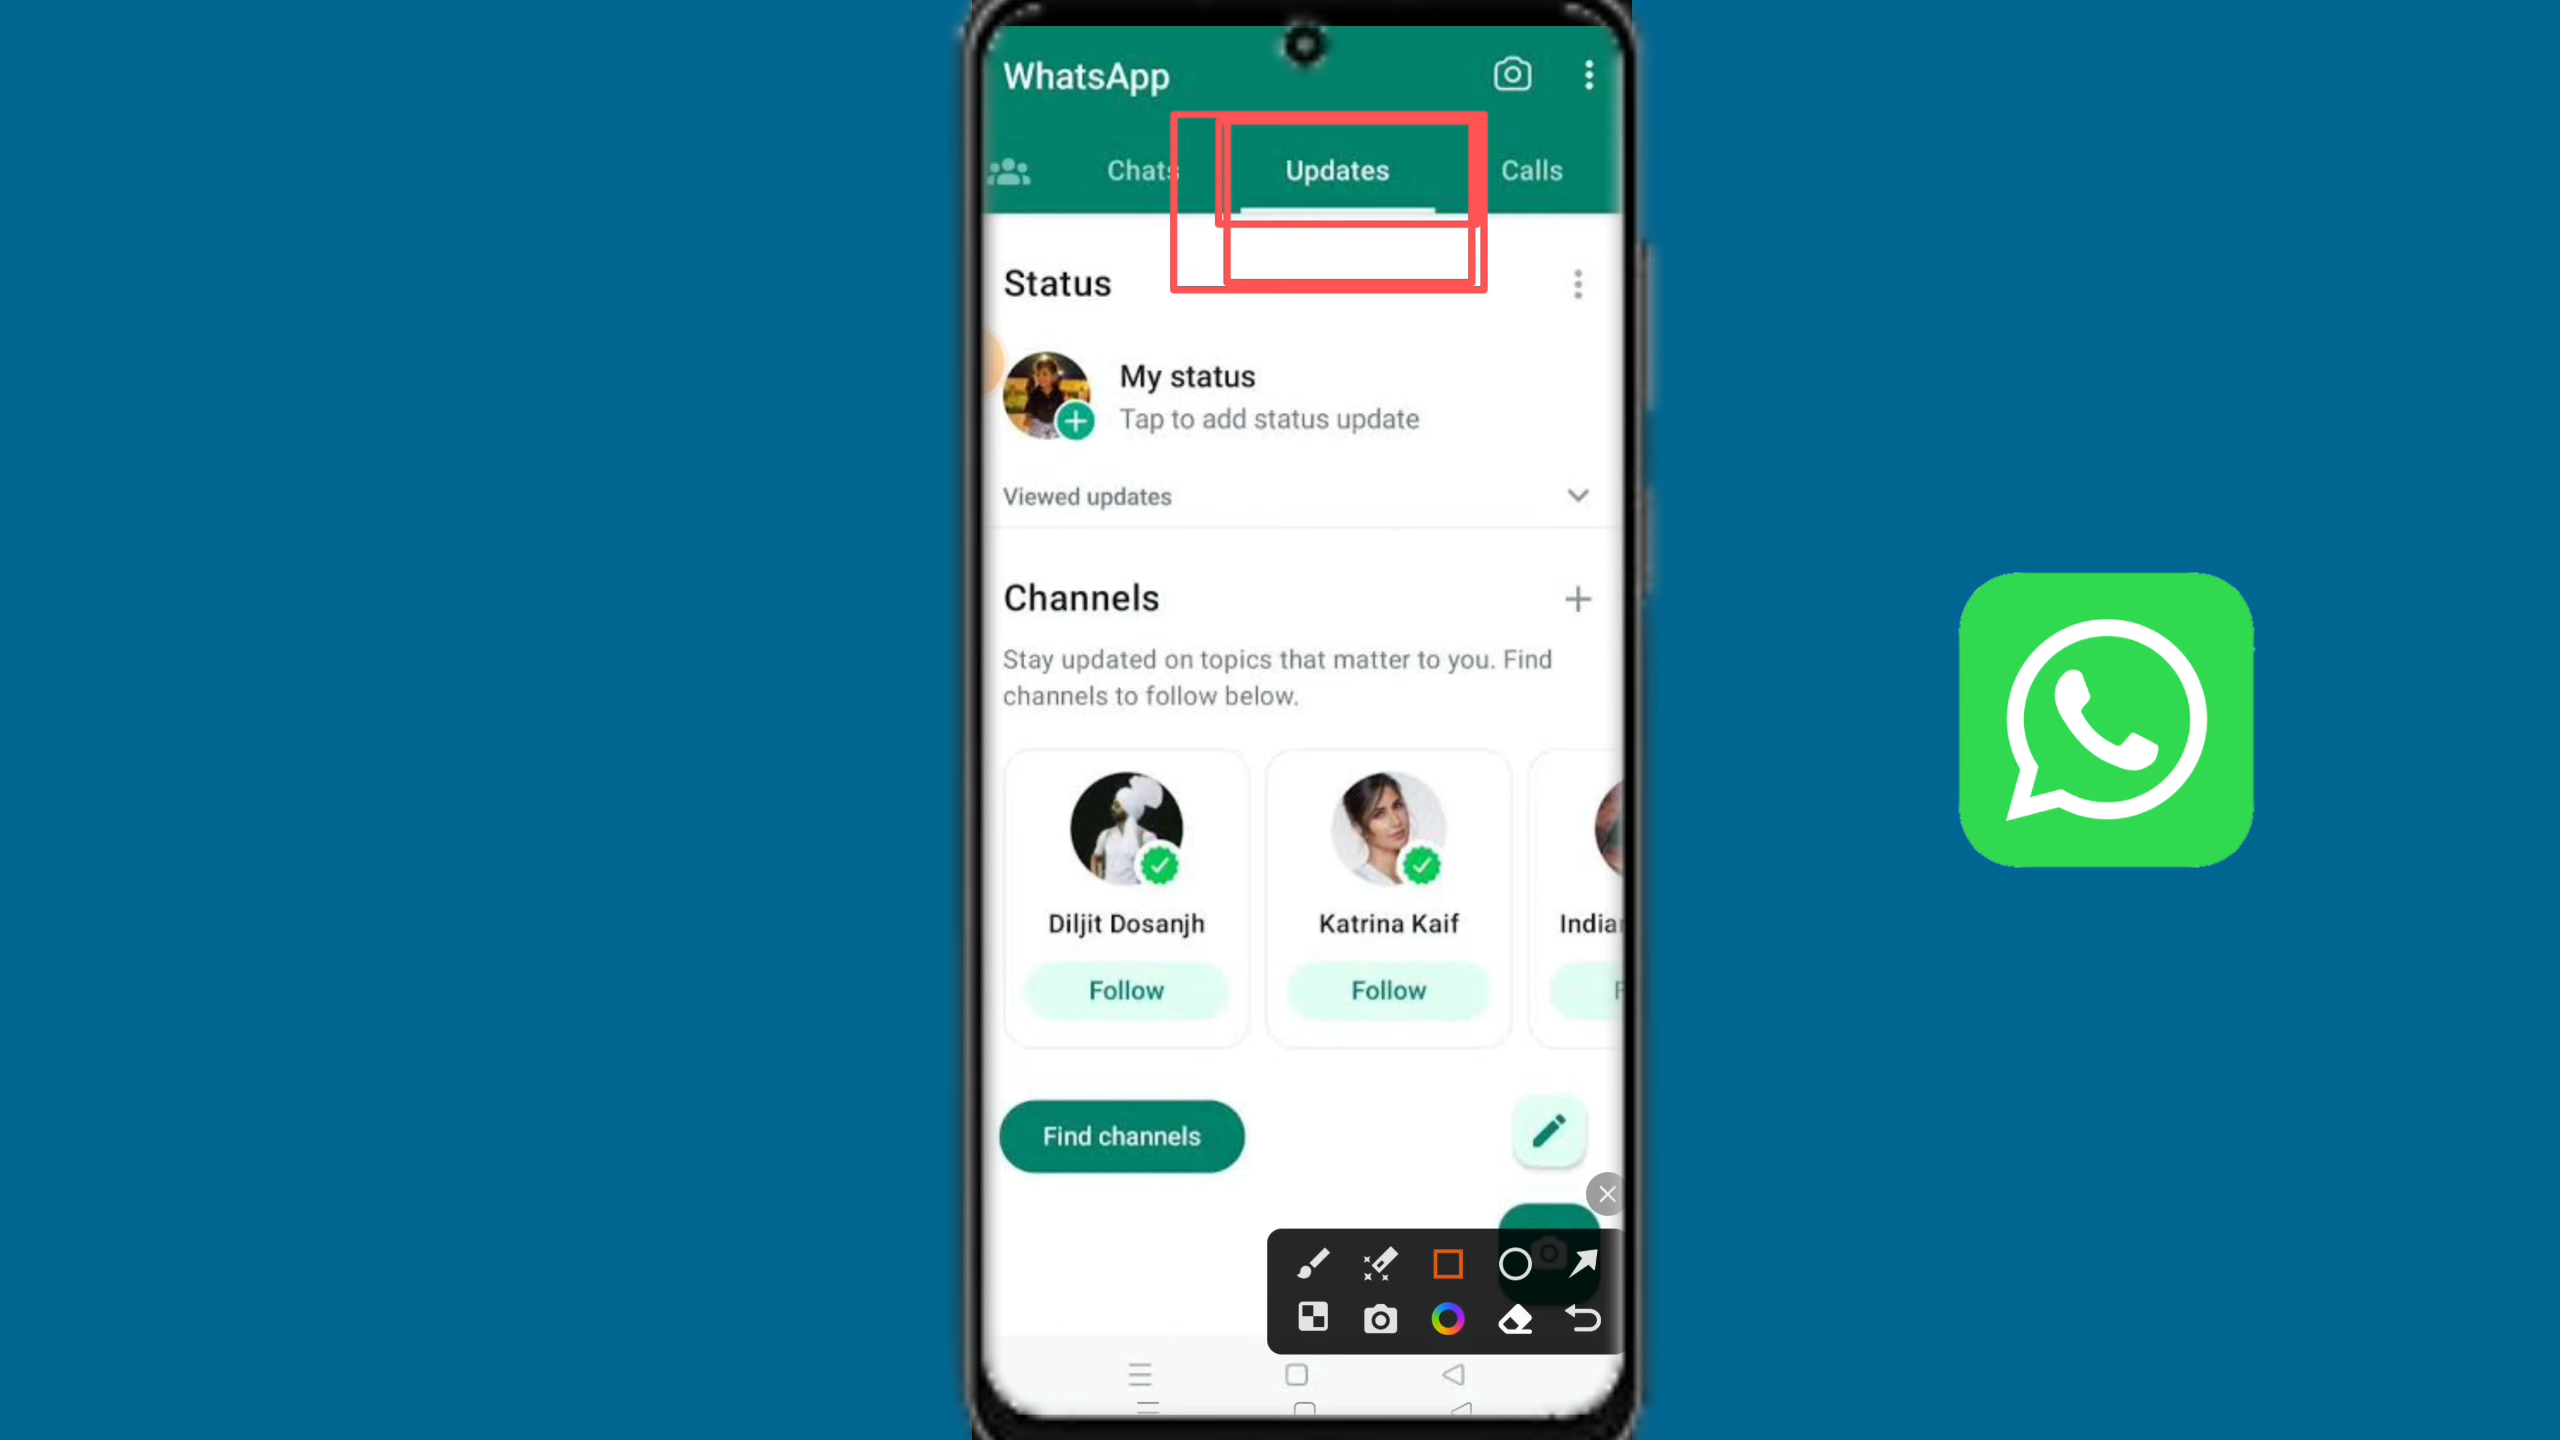 WhatsApp
Chats
Updates
Calls
Status
My status
Tap to add status update
Viewed updates
Channels
Stay updated on topics that matter to you. Find
channels to follow below.
Diljit Dosanjh
Katrina Kaif
Follow
Follow
Find channels